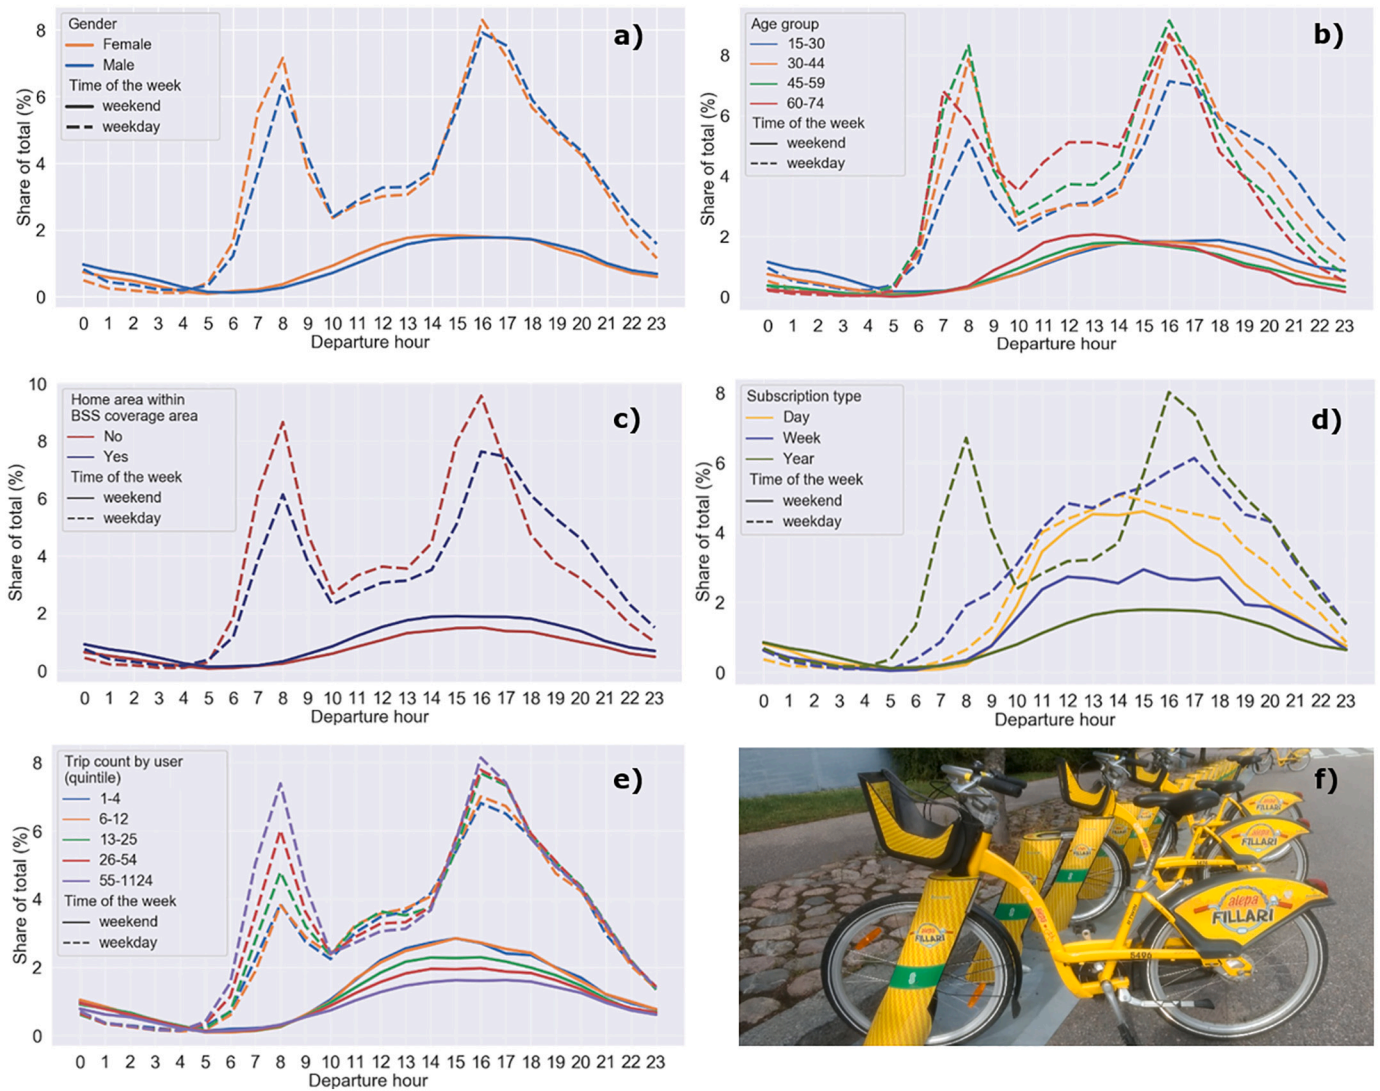 a)
Gender
Female
Male
Time of the week
weekend
weekday
Share of total (%)
8
6
4
2
0
0 1 2 3 4 5 6 7 8 9 10 11 12 13 14 15 16 17 18 19 20 21 22 23
Departure hour
b)
Age group
15-30
30-44
45-59
60-74
Time of the week
weekend
weekday
Share of total (%)
8
6
4
2
0
0 1 2 3 4 5 6 7 8 9 10 11 12 13 14 15 16 17 18 19 20 21 22 23
Departure hour
c)
Home area within
BSS coverage area
No
Yes
Time of the week
weekend
weekday
Share of total (%)
10
8
6
4
2
0
0 1 2 3 4 5 6 7 8 9 10 11 12 13 14 15 16 17 18 19 20 21 22 23
Departure hour
d)
Subscription type
Day
Week
Year
Time of the week
weekend
weekday
Share of total (%)
8
6
4
2
0
0 1 2 3 4 5 6 7 8 9 10 11 12 13 14 15 16 17 18 19 20 21 22 23
Departure hour
e)
Trip count by user
(quintile)
1-4
6-12
13-25
26-54
55-1124
Time of the week
weekend
weekday
Share of total (%)
8
6
4
2
0
0 1 2 3 4 5 6 7 8 9 10 11 12 13 14 15 16 17 18 19 20 21 22 23
Departure hour
f)
FILLARI
FILLARI
alepa
FILLARI
FILLARI
5490